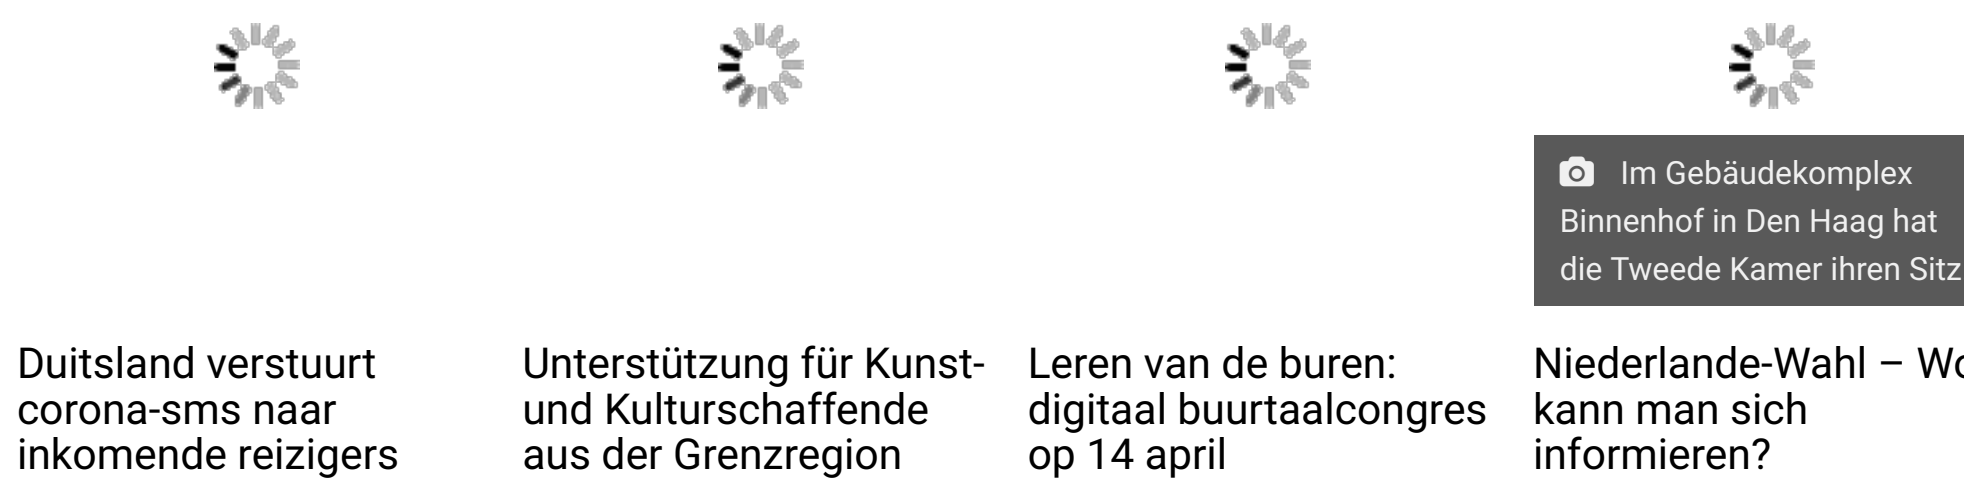 Im Gebäudekomplex
Binnenhof in Den Haag hat
die Tweede Kamer ihren Sitz
Duitsland verstuurt
corona-sms naar
inkomende reizigers
Unterstützung für Kunst-
und Kulturschaffende
aus der Grenzregion
Leren van de buren:
digitaal buurtaalcongres
op 14 april
Niederlande-Wahl –
kann man sich
informieren?